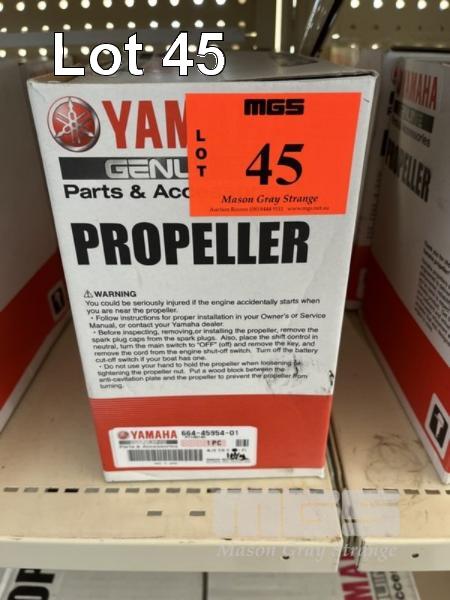 Lot 45
YAM
GENU
Parts & Acce
MGS
LOT
45
Mason Gray Strange
PROPELLER
⚠WARNING
You could be seriously injured if the engine accidentally starts when
you are near the propeller.
・Follow instructions for proper installation in your Owner's or Service
Manual, or contact your Yamaha dealer.
・Before inspecting, removing,or installing the propeller, remove the
spark plug caps from the spark plugs. Also, place the shift control in
neutral, turn the main switch to "OFF" (off) and remove the key, and
remove the cord from the engine shut-off switch. Turn off the battery
cut-off switch if your boat has one.
・Do not use your hand to hold the propeller when loosening or
tightening the propeller nut. Put a wood block between the
anti-cavitation plate and the propeller to prevent the propeller from
turning.
YAMAHA
664-45954-01
Parts & Accessories
1 PC
YAMAHA
ccessories
PELLER
MGS
Mason Gray Strange
PROP